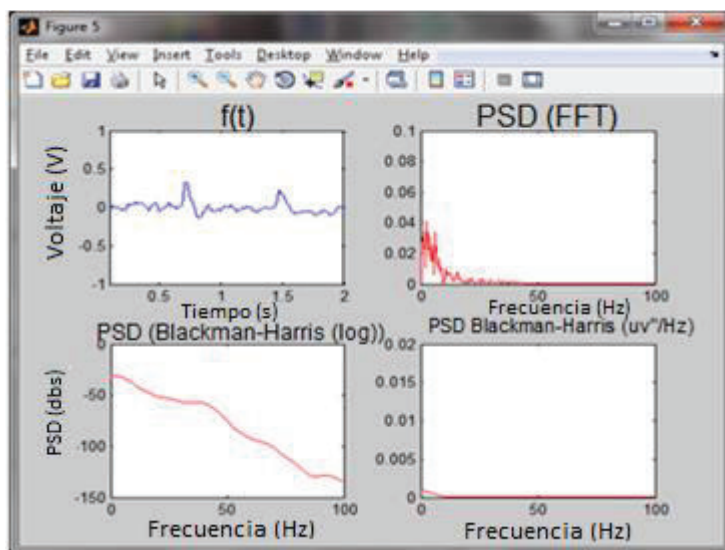 Figure 5
File Edit View Insert Tools Desktop Window Help
f(t)
Voltaje (V)
1
0.5
0
-0.5
-1
0.5
1
1.5
2
Tiempo (s)
PSD (FFT)
0.1
0.08
0.06
0.04
0.02
0
0
50
100
Frecuencia (Hz)
PSD (Blackman-Harris (log))
PSD (dbs)
0
-50
-100
-150
0
50
100
Frecuencia (Hz)
PSD Blackman-Harris (uv"/Hz)
0.02
0.015
0.01
0.005
0
0
50
100
Frecuencia (Hz)